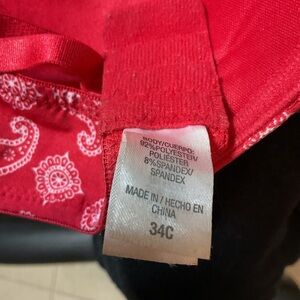 BODY/CUERPO:
92%POLYESTER/
POLIESTER
8%SPANDEX/
SPANDEX
MADE IN / HECHO EN
CHINA
34C